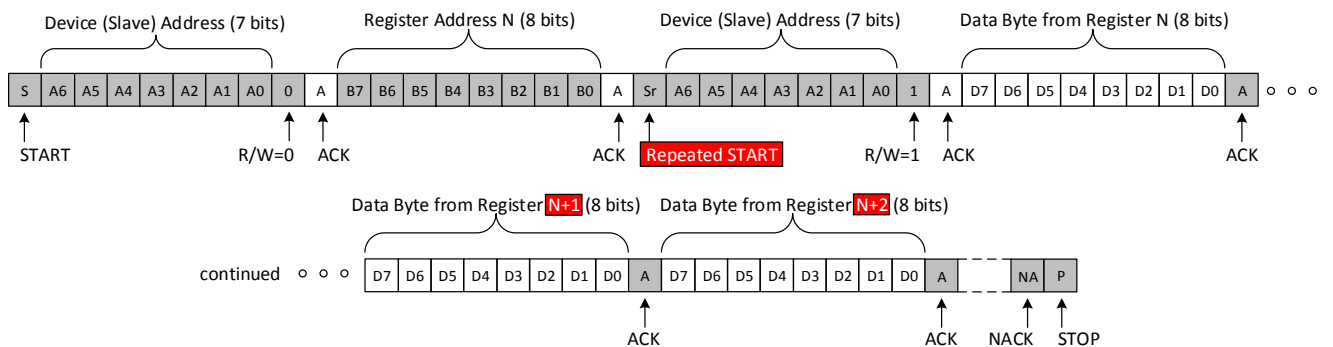 Device (Slave) Address (7 bits) Register Address N (8 bits) Device (Slave) Address (7 bits) Data Byte from Register N (8 bits)
S A6 A5 A4 A3 A2 A1 A0 0 A B7 B6 B5 B4 B3 B2 B1 B0 A Sr A6 A5 A4 A3 A2 A1 A0 1 A D7 D6 D5 D4 D3 D2 D1 D0 A
START R/W=0 ACK ACK Repeated START R/W=1 ACK ACK
Data Byte from Register N+1 (8 bits) Data Byte from Register N+2 (8 bits)
continued D7 D6 D5 D4 D3 D2 D1 D0 A D7 D6 D5 D4 D3 D2 D1 D0 A NA P
ACK ACK NACK STOP